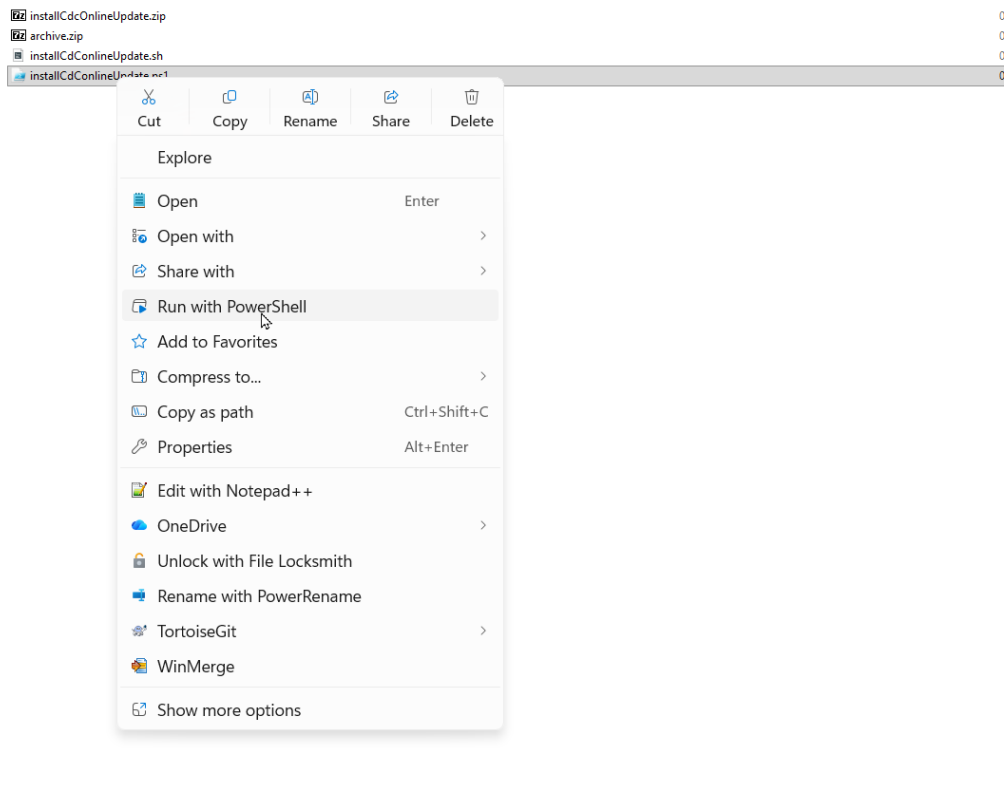 installCdcOnlineUpdate.zip
archive.zip
installCdConlineUpdate.sh
installCdConlineUpdate.ps1
Cut Copy Rename Share Delete
Explore
Open Enter
Open with
Share with
Run with PowerShell
Add to Favorites
Compress to...
Copy as path Ctrl+Shift+C
Properties Alt+Enter
Edit with Notepad++
OneDrive
Unlock with File Locksmith
Rename with PowerRename
TortoiseGit
WinMerge
Show more options